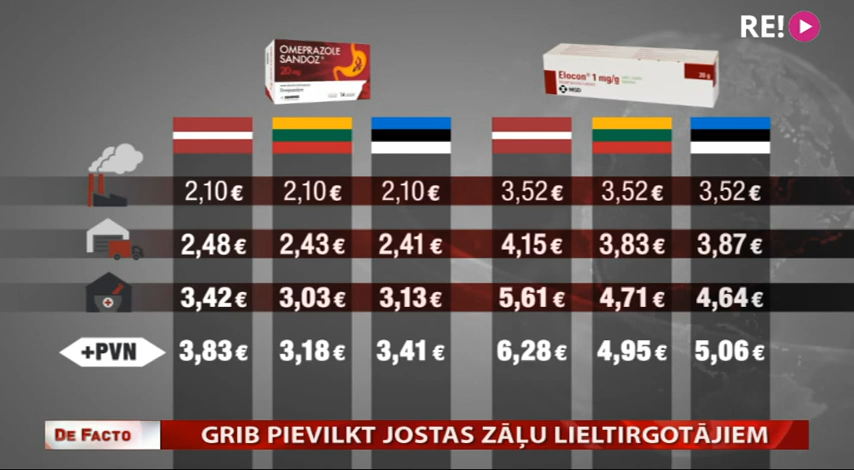 RE!
OMEPRAZOLE
SANDOZ®
20 mg
Elocon® 1 mg/g
20 g
MSD
2,10 € 2,10 € 2,10 € 3,52 € 3,52 € 3,52 €
2,48 € 2,43 € 2,41 € 4,15 € 3,83 € 3,87 €
3,42 € 3,03 € 3,13 € 5,61 € 4,71 € 4,64 €
+PVN 3,83 € 3,18 € 3,41 € 6,28 € 4,95 € 5,06 €
DE FACTO
GRIB PIEVILKT JOSTAS ZĀĻU LIELTIRGOTĀJIEM